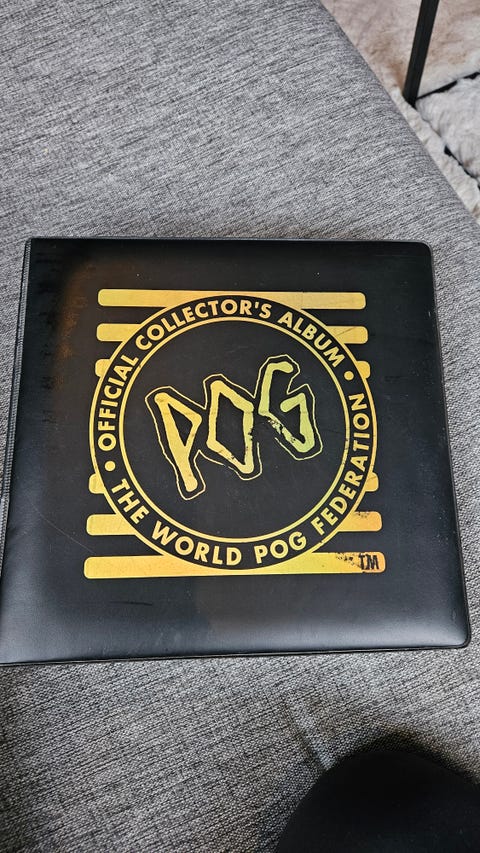 • OFFICIAL COLLECTOR'S ALBUM •
POG
THE WORLD POG FEDERATION
TM